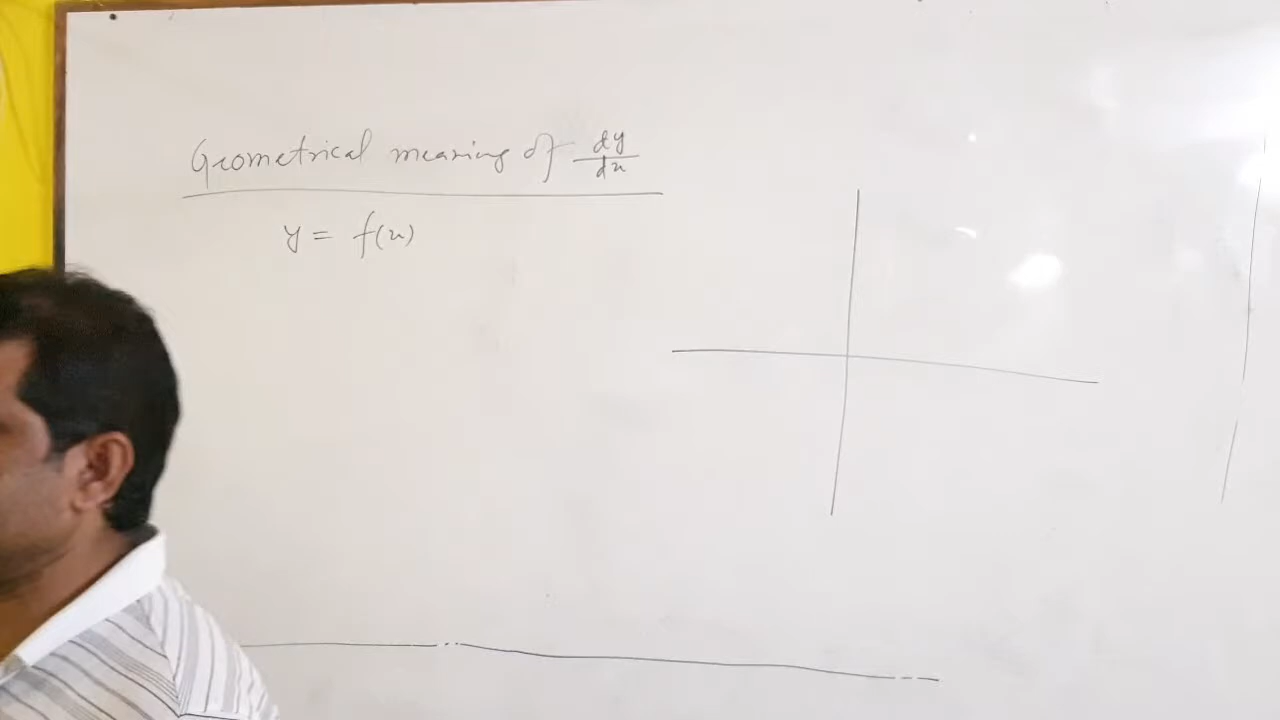 Geometrical meaning of dy/dx
y = f(x)